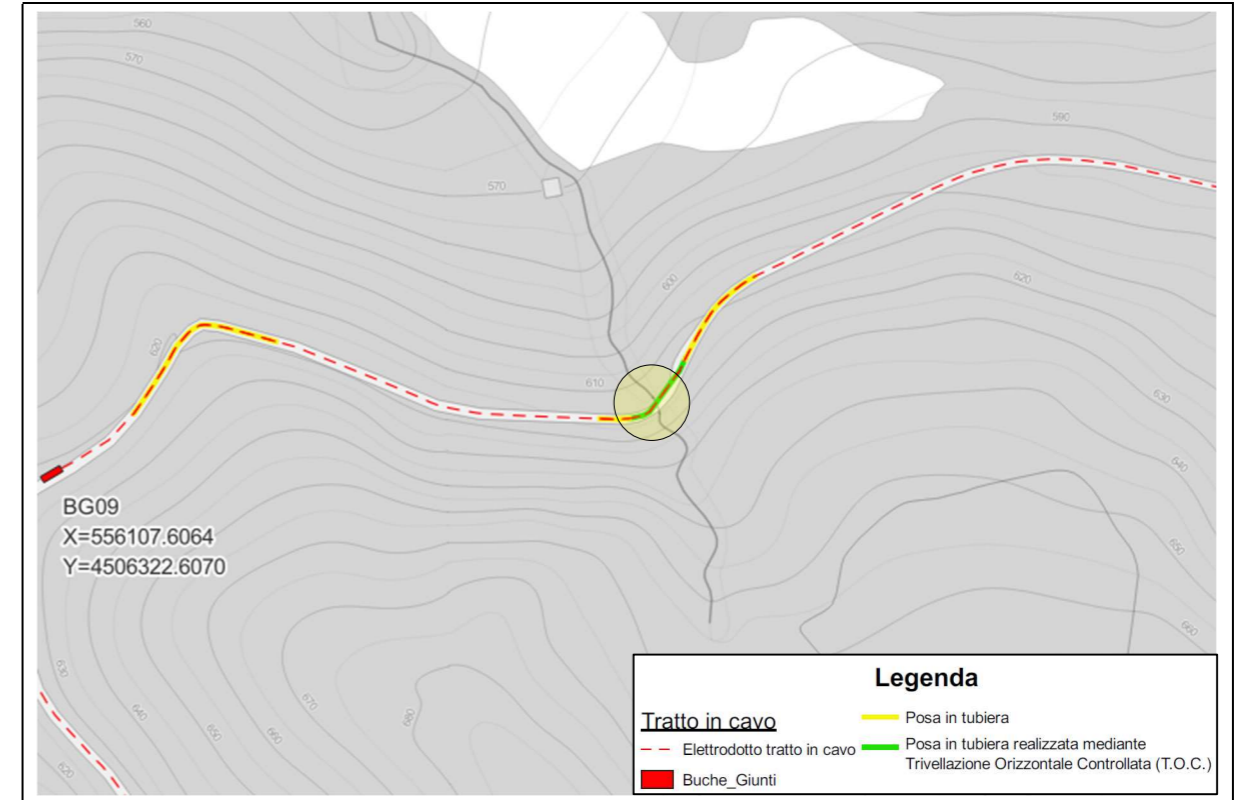 560
570
590
570
600
620
620
610
630
640
BG09
X=556107.6064
Y=4506322.6070
650
660
630
640
650
660
670
680
620
Legenda
Tratto in cavo
Elettrodotto tratto in cavo
Buche_Giunti
Posa in tubiera
Posa in tubiera realizzata mediante
Trivellazione Orizzontale Controllata (T.O.C.)